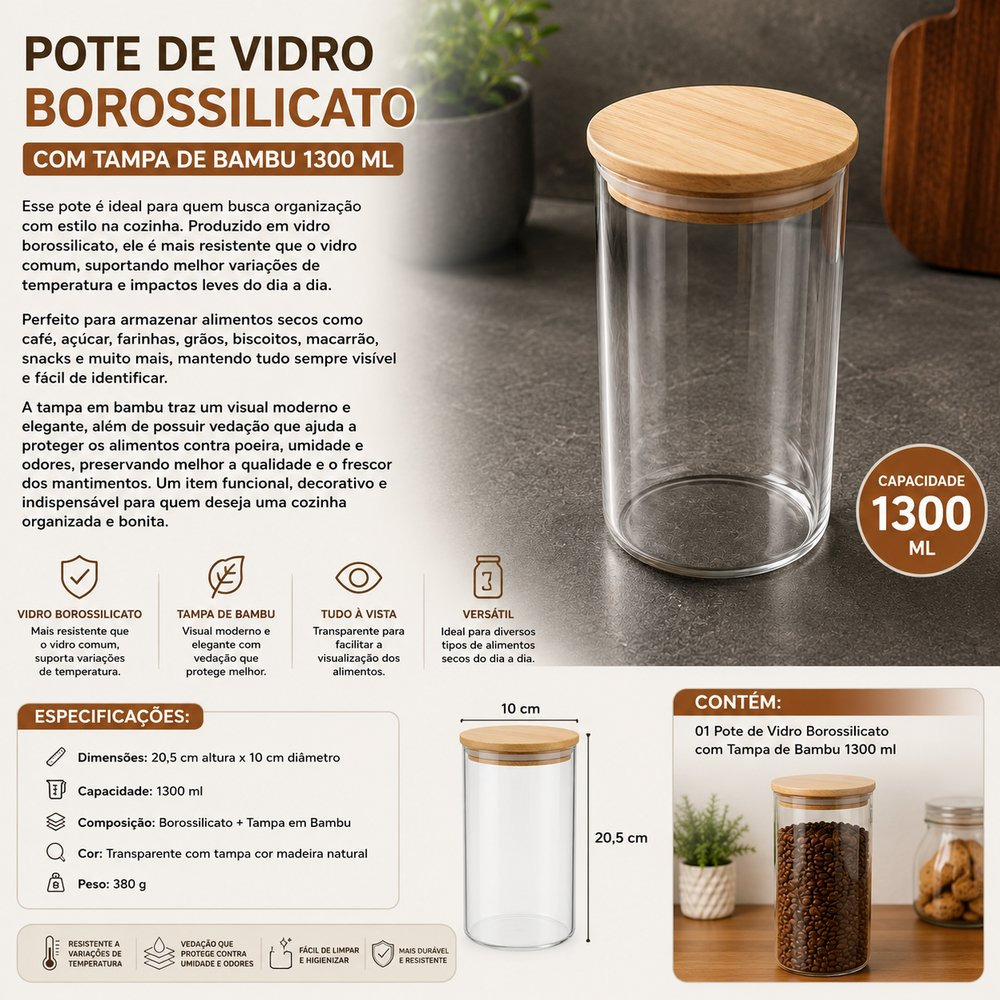 POTE DE VIDRO
BOROSSILICATO
COM TAMPA DE BAMBU 1300 ML
Esse pote é ideal para quem busca organização
com estilo na cozinha. Produzido em vidro
borossilicato, ele é mais resistente que o vidro
comum, suportando melhor variações de
temperatura e impactos leves do dia a dia.
Perfeito para armazenar alimentos secos como
café, açúcar, farinhas, grãos, biscoitos, macarrão,
snacks e muito mais, mantendo tudo sempre visível
e fácil de identificar.
A tampa em bambu traz um visual moderno e
elegante, além de possuir vedação que ajuda a
proteger os alimentos contra poeira, umidade e
odores, preservando melhor a qualidade e o frescor
dos mantimentos. Um item funcional, decorativo e
indispensável para quem deseja uma cozinha
organizada e bonita.
CAPACIDADE
1300
ML
VIDRO BOROSSILICATO
Mais resistente que
o vidro comum,
suporta variações
de temperatura.
TAMPA DE BAMBU
Visual moderno e
elegante com
vedação que
protege melhor.
TUDO À VISTA
Transparente para
facilitar a
visualização dos
alimentos.
VERSÁTIL
Ideal para diversos
tipos de alimentos
secos do dia a dia.
ESPECIFICAÇÕES:
Dimensões: 20,5 cm altura x 10 cm diâmetro
Capacidade: 1300 ml
Composição: Borossilicato + Tampa em Bambu
Cor: Transparente com tampa cor madeira natural
Peso: 380 g
10 cm
20,5 cm
CONTÉM:
01 Pote de Vidro Borossilicato
com Tampa de Bambu 1300 ml
RESISTENTE A
VARIAÇÕES DE
TEMPERATURA
VEDAÇÃO QUE
PROTEGE CONTRA
UMIDADE E ODORES
FÁCIL DE LIMPAR
E HIGIENIZAR
MAIS DURÁVEL
E RESISTENTE